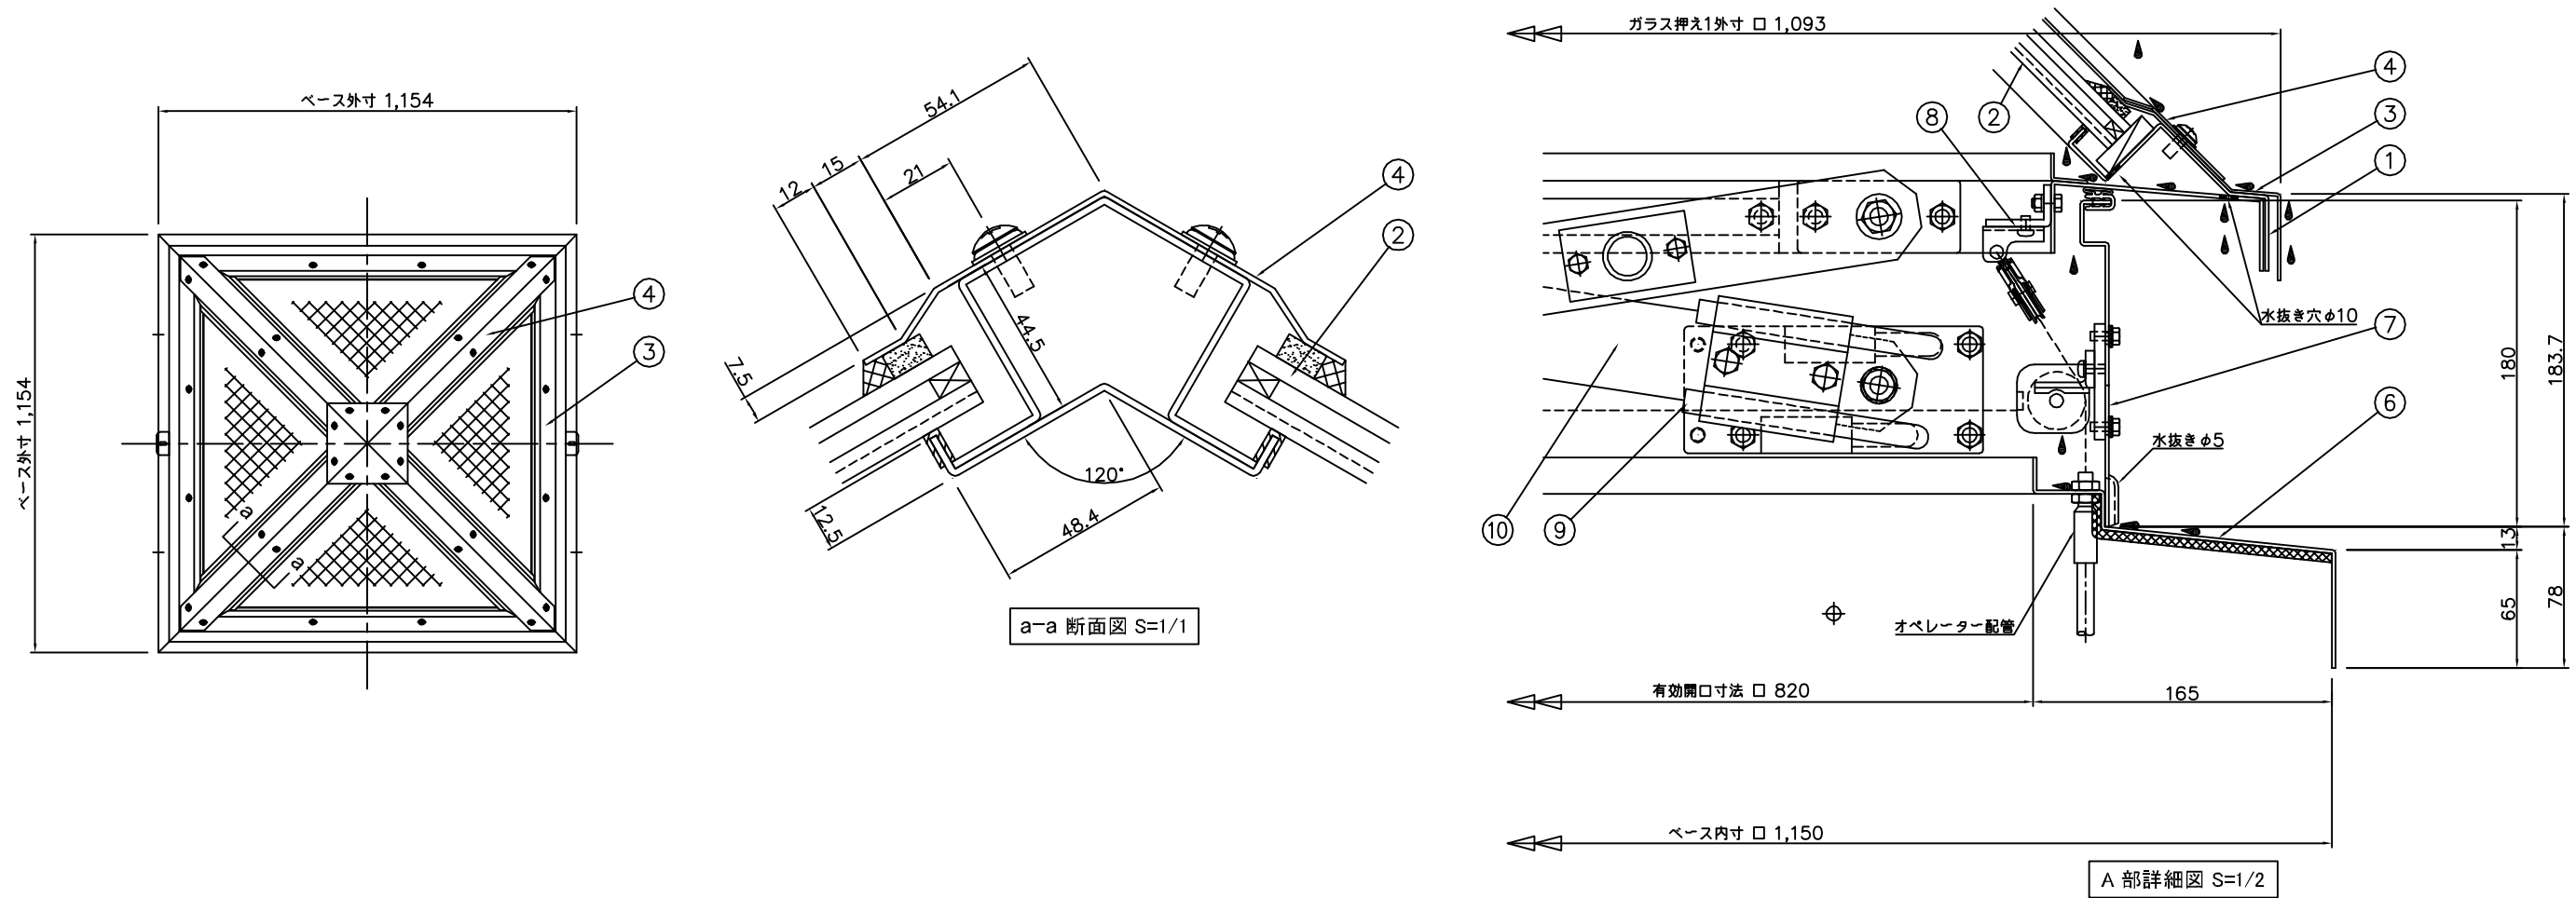 ベース外寸 1,154
ベース外寸 1,154
④
③
a
a
54.1
15
12
21
7.5
44.5
④
②
120°
12.5
48.4
a-a 断面図 S=1/1
ガラス押え1外寸 □ 1,093
④
②
⑧
③
①
水抜き穴φ10
⑦
180
183.7
⑥
水抜きφ5
⑩
⑨
13
65
78
オペレーター配管
有効開口寸法 □ 820
165
ベース内寸 □ 1,150
A 部詳細図 S=1/2